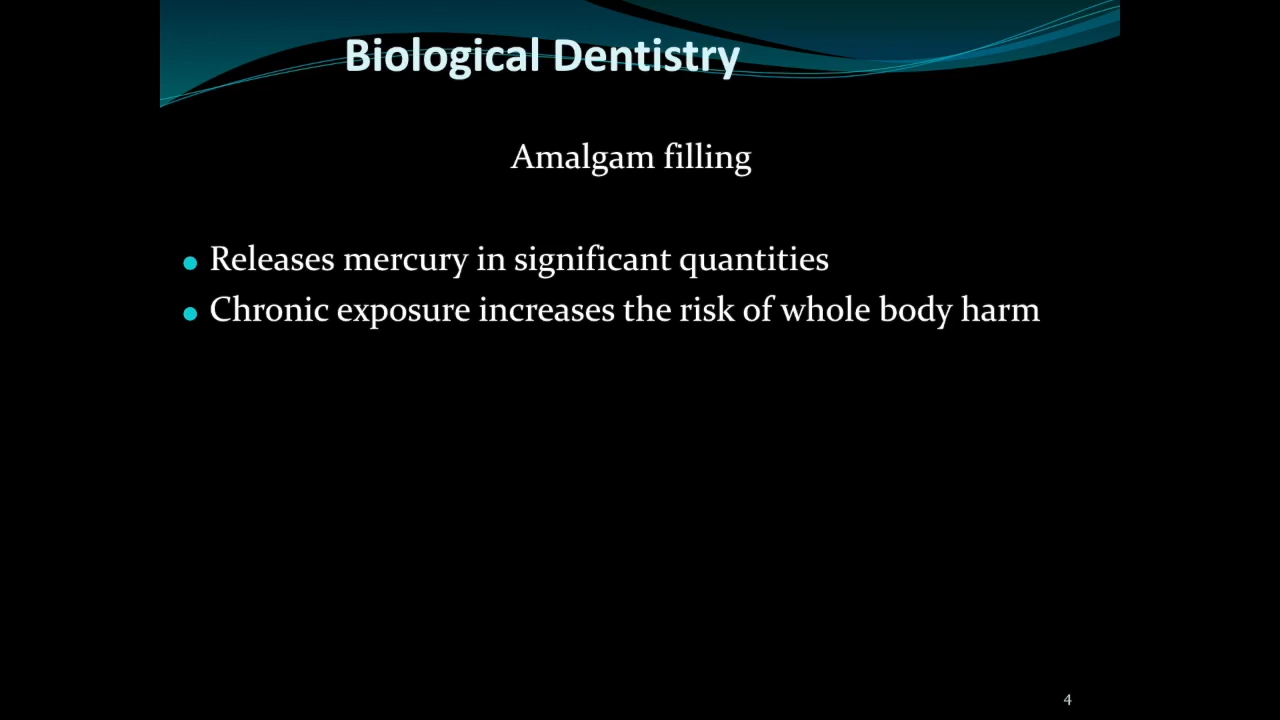 Biological Dentistry
Amalgam filling
• Releases mercury in significant quantities
• Chronic exposure increases the risk of whole body harm
4